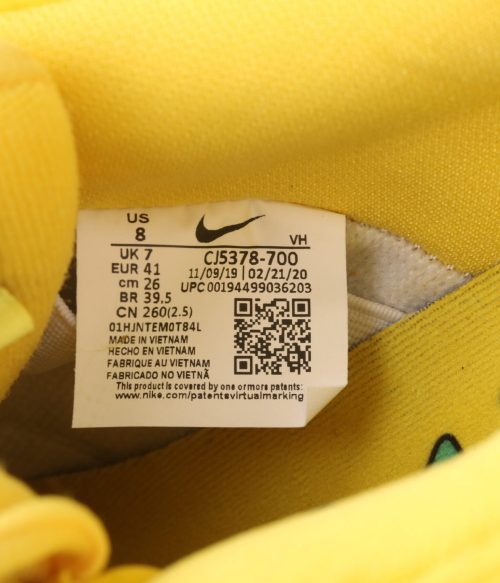 US
8
VH
UK 7
EUR 41
cm 26
BR 39.5
CN 260(2.5)
CJ5378-700
11/09/19 | 02/21/20
UPC 00194499036203
01HJNTEM0T84L
MADE IN VIETNAM
HECHO EN VIETNAM
FABRIQUE AU VIETNAM
FABRICADO NO VIETNÃ
This product is covered by one ormore patents:
www.nike.com/patentsvirtualmarking